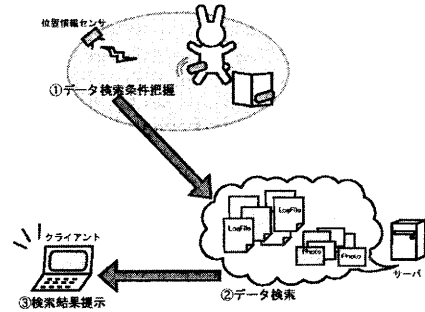 位置情報センサ
①データ検索条件把握
LogFile
LogFile
Photo
Photo
サーバ
クライアント
②データ検索
③検索結果提示